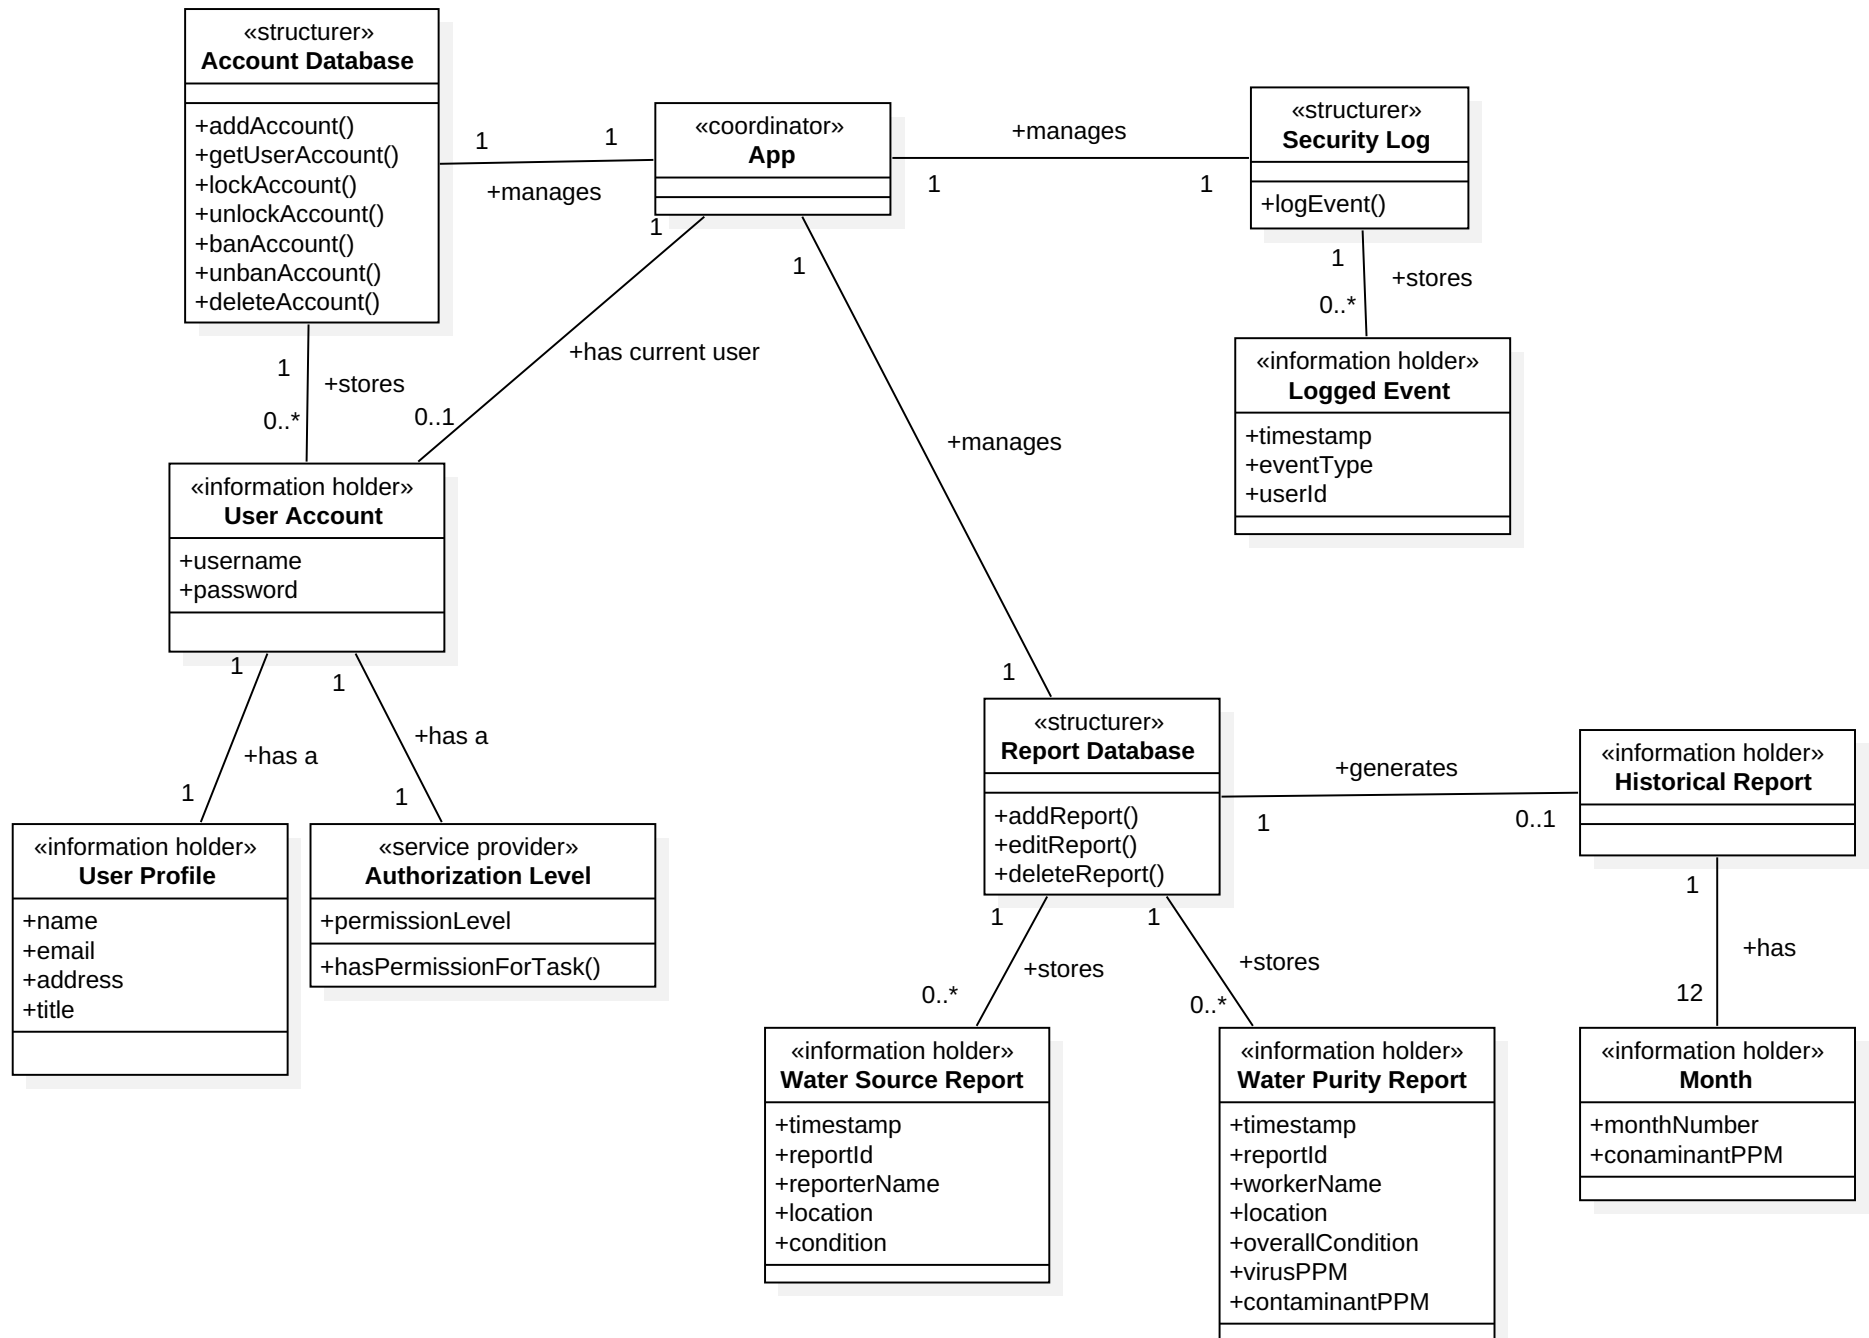 «structurer»
Account Database
+addAccount()
+getUserAccount()
+lockAccount()
+unlockAccount()
+banAccount()
+unbanAccount()
+deleteAccount()
1
1
+manages
«coordinator»
App
+manages
1
1
«structurer»
Security Log
+logEvent()
1
+stores
0..*
«information holder»
Logged Event
+timestamp
+eventType
+userId
1
+has current user
0..1
1
+stores
0..*
«information holder»
User Account
+username
+password
1
+has a
1
1
+has a
1
«information holder»
User Profile
+name
+email
+address
+title
«service provider»
Authorization Level
+permissionLevel
+hasPermissionForTask()
1
+manages
1
«structurer»
Report Database
+addReport()
+editReport()
+deleteReport()
+generates
1
0..1
«information holder»
Historical Report
1
+has
12
1
+stores
0..*
1
+stores
0..*
«information holder»
Water Source Report
+timestamp
+reportId
+reporterName
+location
+condition
«information holder»
Water Purity Report
+timestamp
+reportId
+workerName
+location
+overallCondition
+virusPPM
+contaminantPPM
«information holder»
Month
+monthNumber
+conaminantPPM